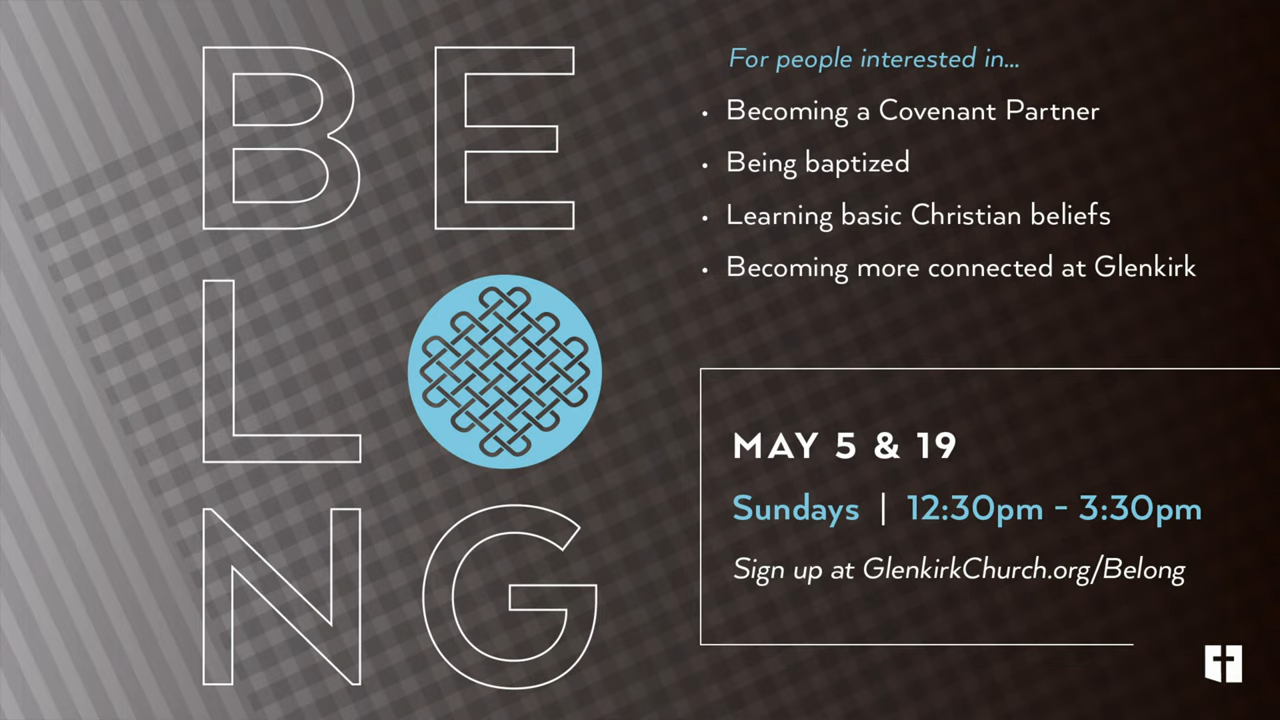 BE
L
NG
For people interested in...
• Becoming a Covenant Partner
• Being baptized
• Learning basic Christian beliefs
• Becoming more connected at Glenkirk
MAY 5 & 19
Sundays | 12:30pm - 3:30pm
Sign up at GlenkirkChurch.org/Belong